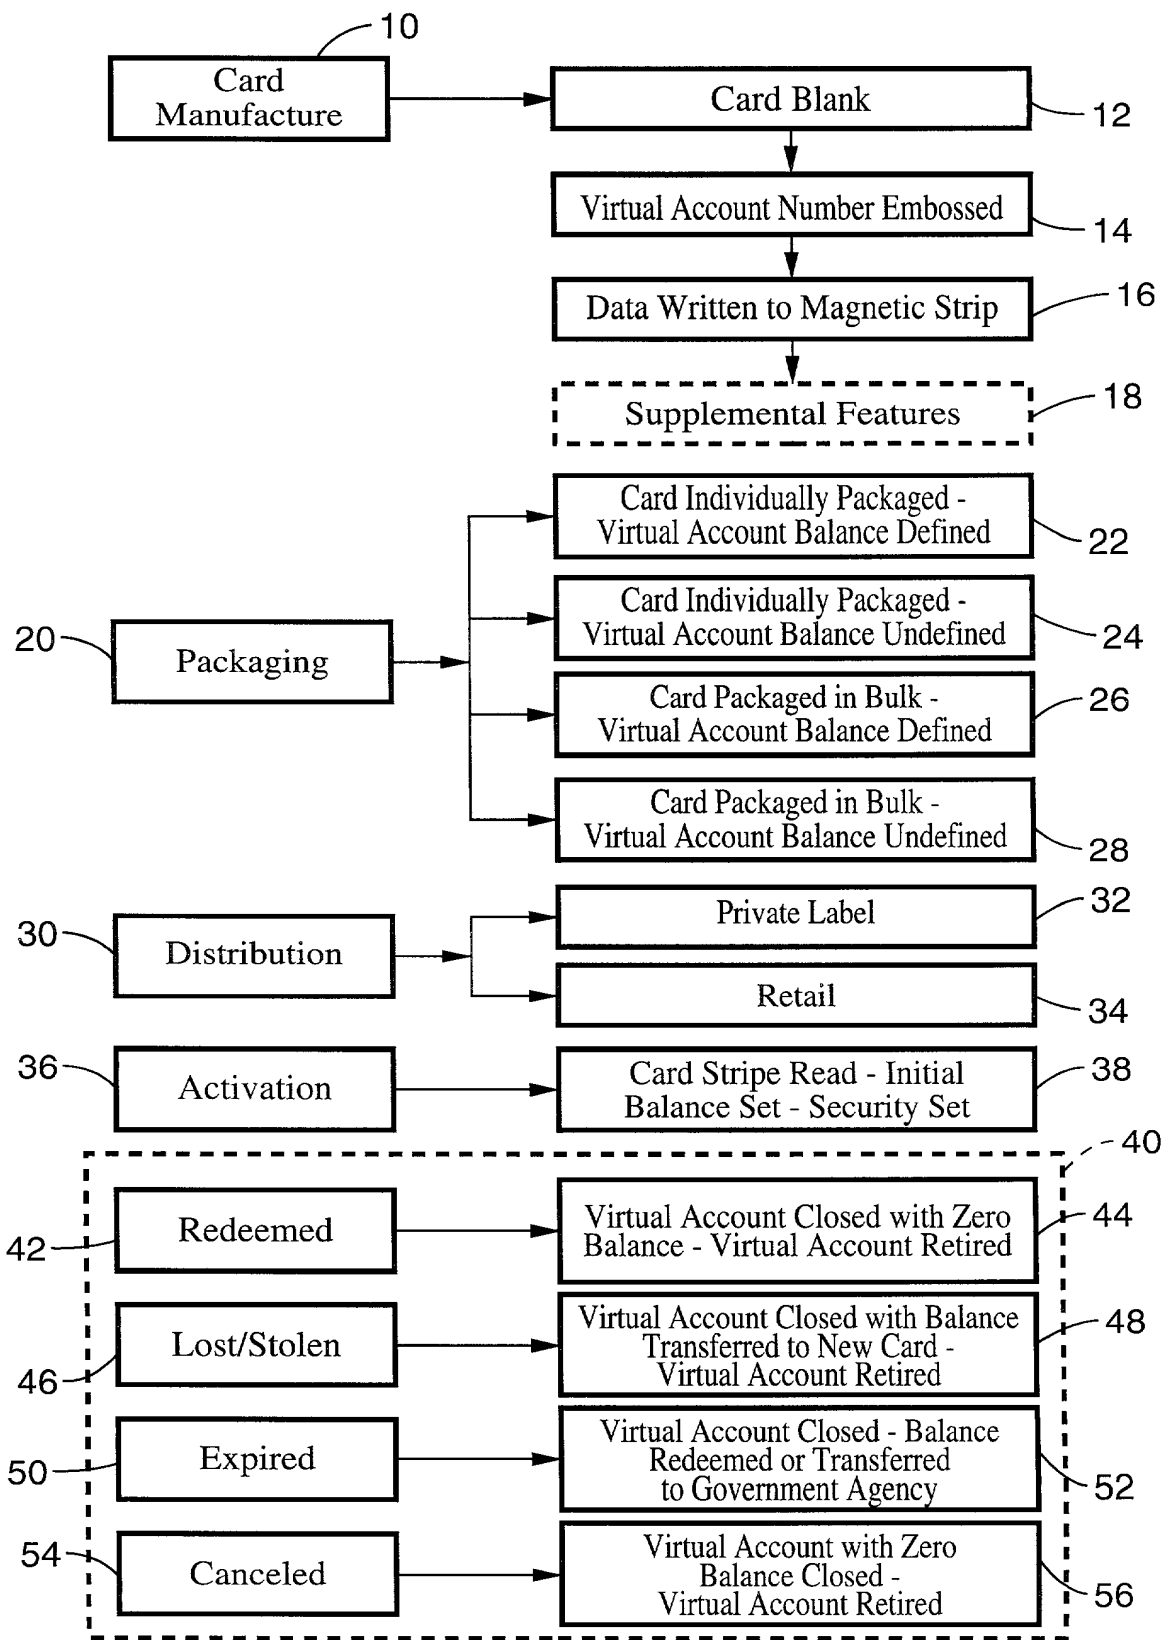 10
Card
Manufacture
Card Blank
12
Virtual Account Number Embossed
14
Data Written to Magnetic Strip
16
Supplemental Features
18
Card Individually Packaged -
Virtual Account Balance Defined
22
20
Packaging
Card Individually Packaged -
Virtual Account Balance Undefined
24
Card Packaged in Bulk -
Virtual Account Balance Defined
26
Card Packaged in Bulk -
Virtual Account Balance Undefined
28
30
Distribution
Private Label
32
Retail
34
36
Activation
Card Stripe Read - Initial
Balance Set - Security Set
38
40
42
Redeemed
Virtual Account Closed with Zero
Balance - Virtual Account Retired
44
46
Lost/Stolen
Virtual Account Closed with Balance
Transferred to New Card -
Virtual Account Retired
48
50
Expired
Virtual Account Closed - Balance
Redeemed or Transferred
to Government Agency
52
54
Canceled
Virtual Account with Zero
Balance Closed -
Virtual Account Retired
56